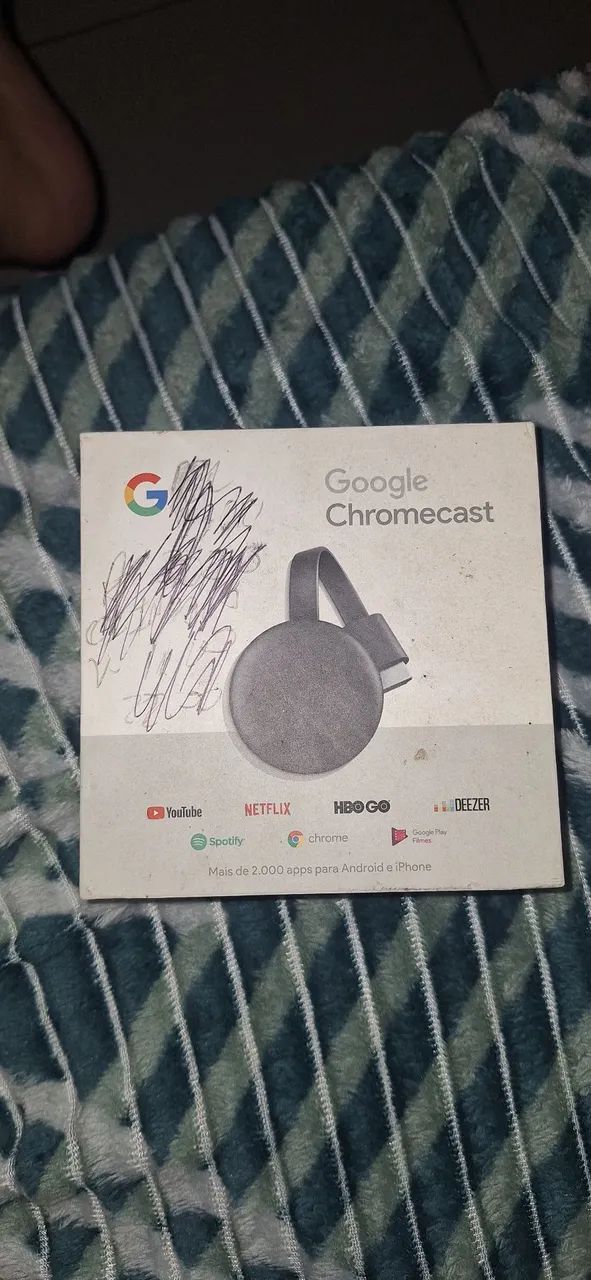 G
Google
Chromecast
YouTube NETFLIX HBO GO DEEZER
Spotify chrome Google Play
Filmes
Mais de 2.000 apps para Android e iPhone